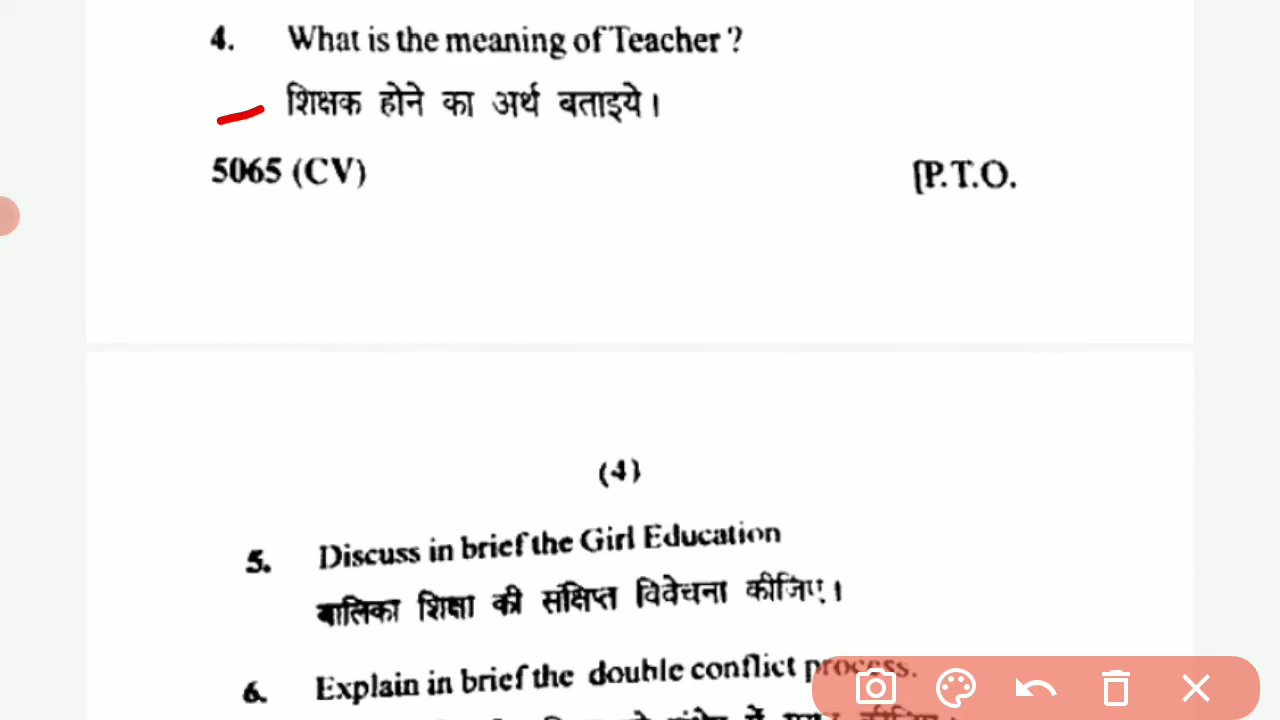 4. What is the meaning of Teacher ?
शिक्षक होने का अर्थ बताइये।
5065 (CV) [P.T.O.
(4)
5. Discuss in brief the Girl Education
बालिका शिक्षा की संक्षिप्त विवेचना कीजिए।
6. Explain in brief the double conflict process.